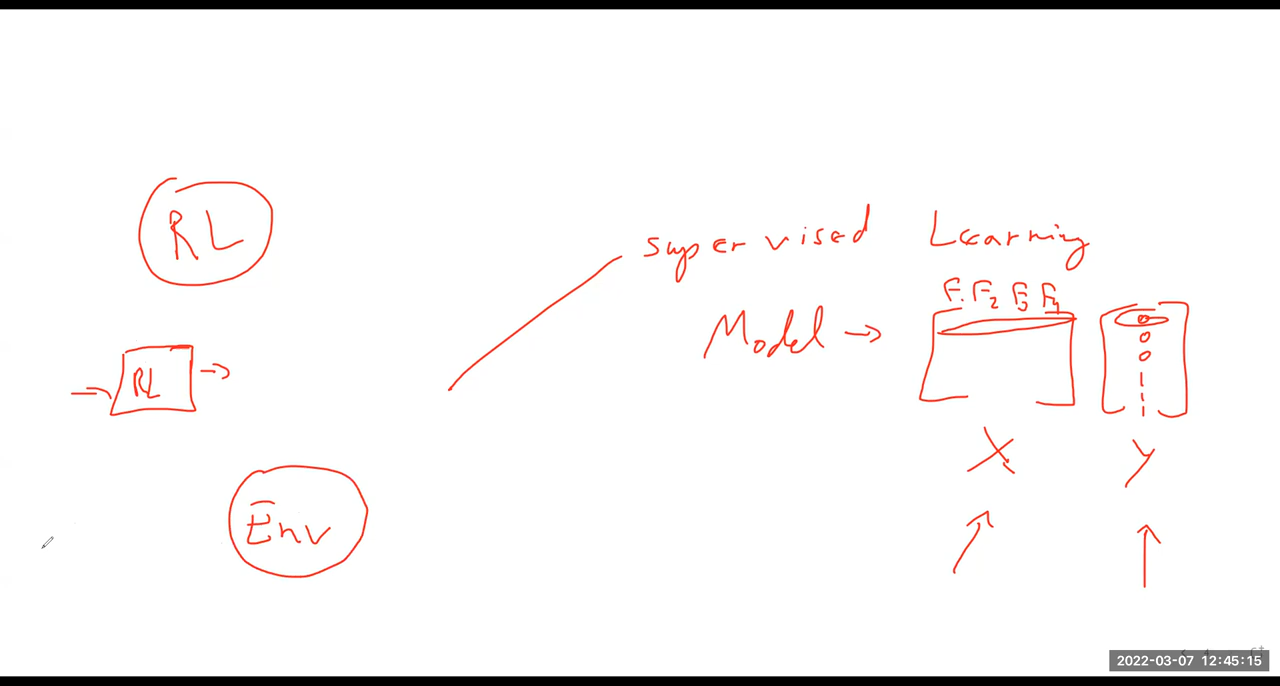 RL
supervised Learning
F1 F2 F3 F4
Model →
RL
X
Y
Env
2022-03-07 12:45:15